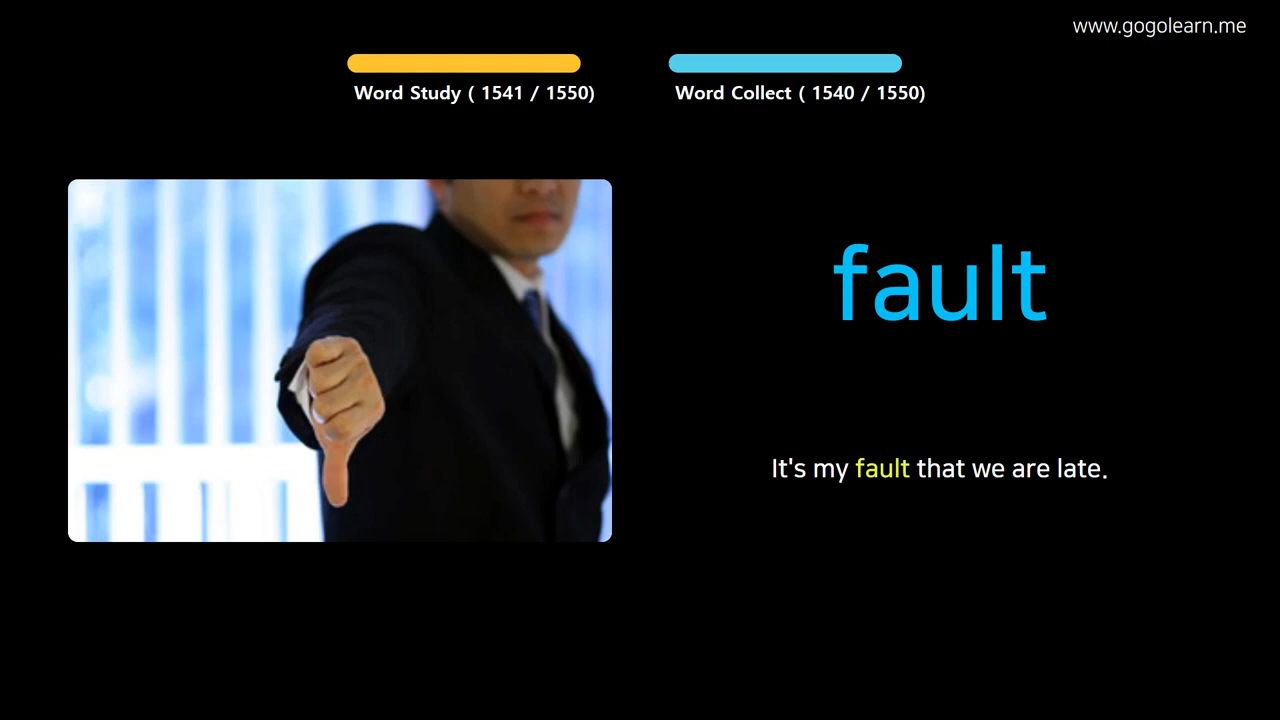 www.gogolearn.me
Word Study ( 1541 / 1550)
Word Collect ( 1540 / 1550)
fault
It's my fault that we are late.